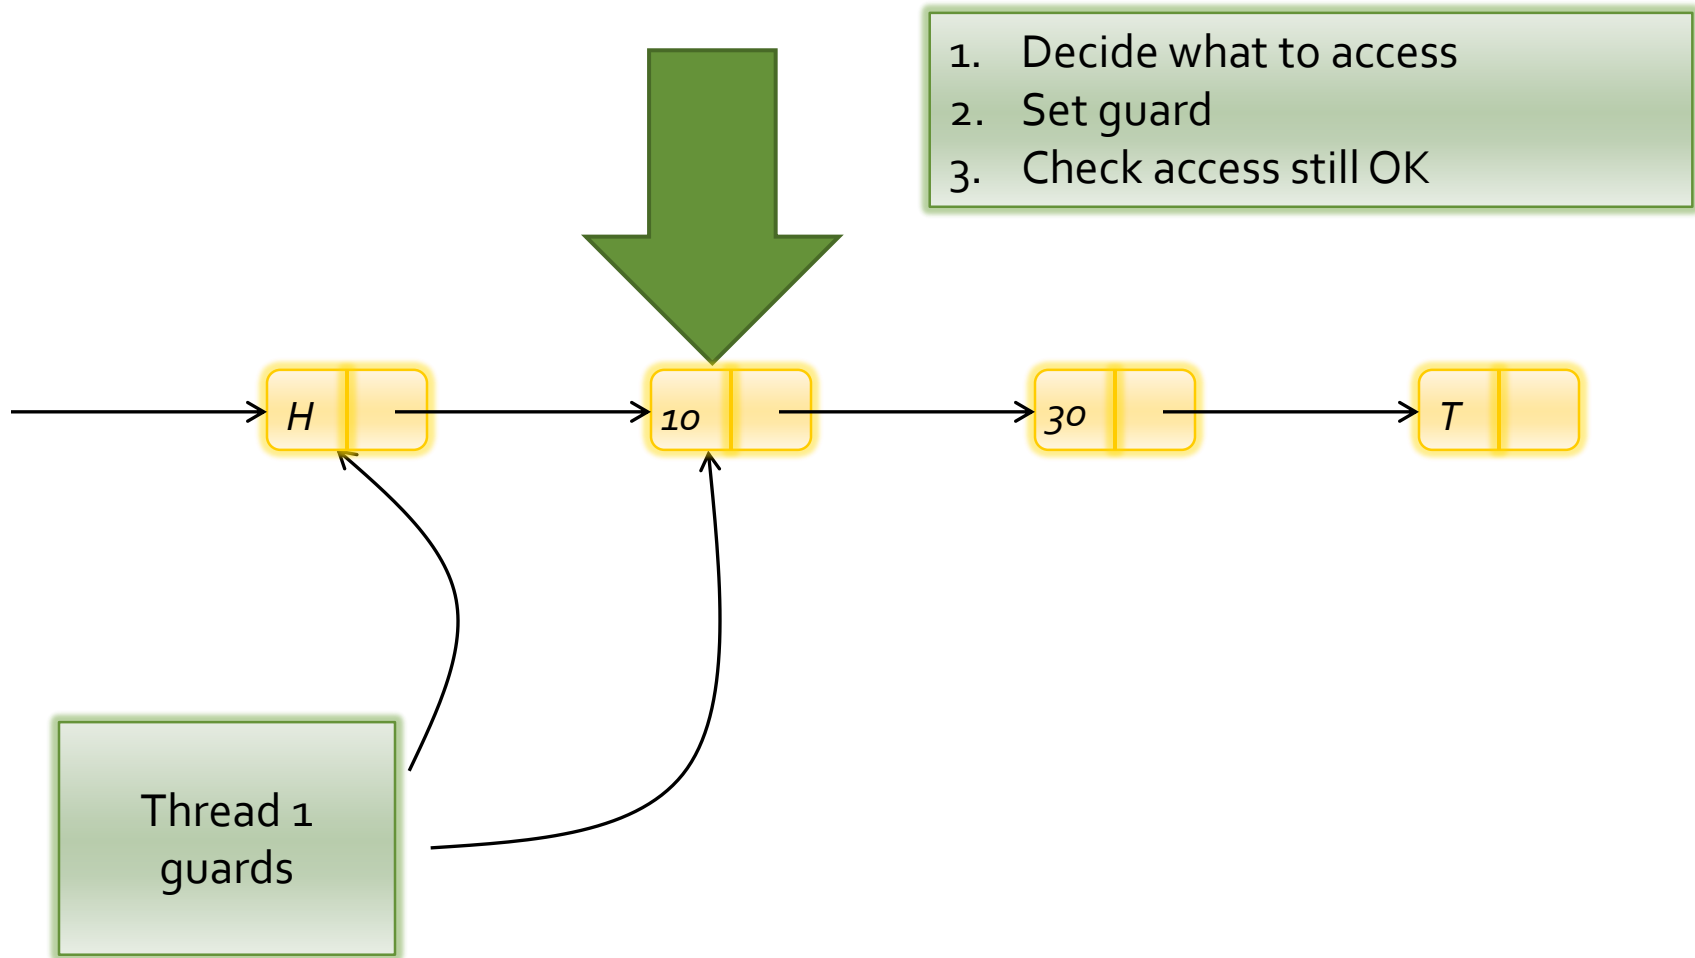 1. Decide what to access
2. Set guard
3. Check access still OK
H
10
30
T
Thread 1
guards